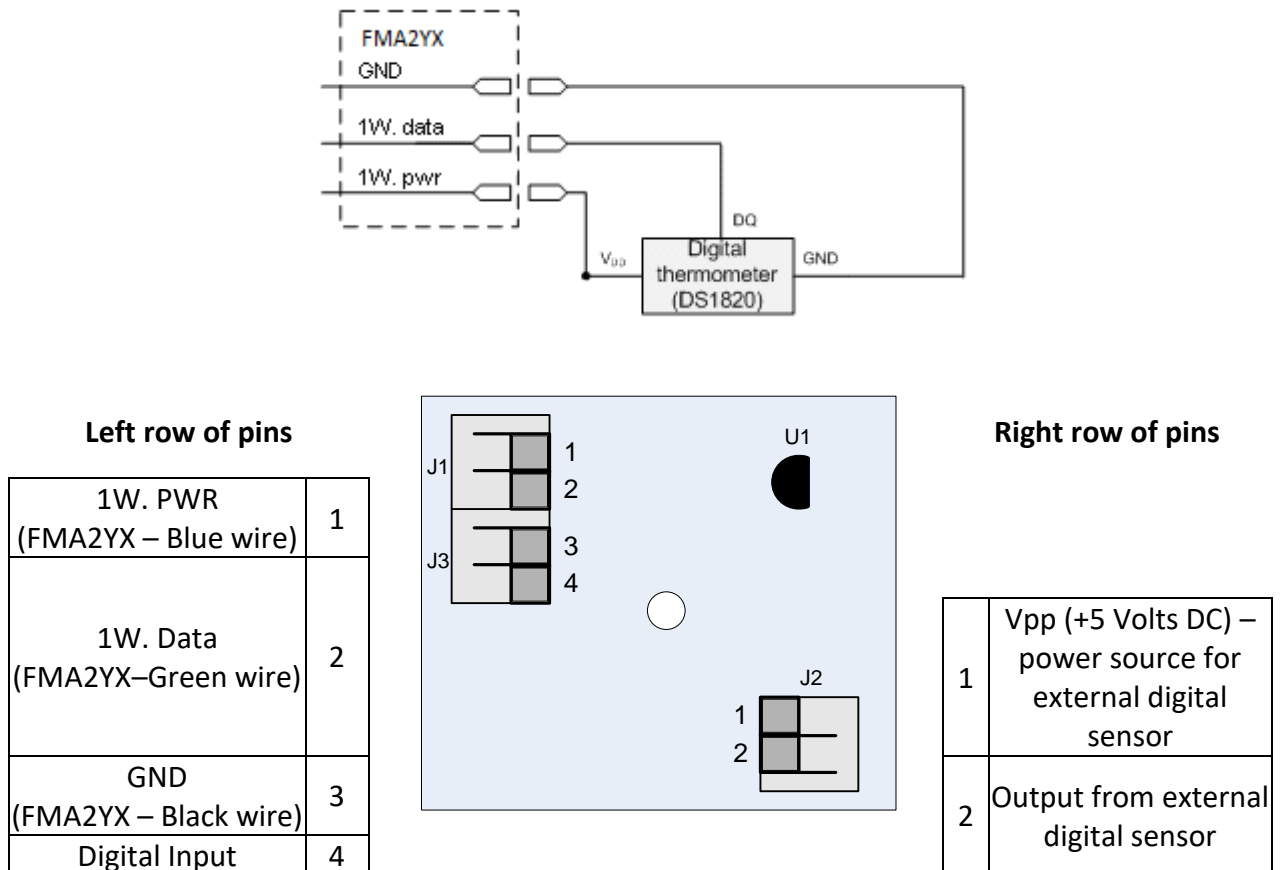 FMA2YX
GND
1W. data
1W. pwr
DQ
V_DD
Digital
thermometer
(DS1820)
GND
Left row of pins
1W. PWR
(FMA2YX – Blue wire)
1
1W. Data
(FMA2YX–Green wire)
2
GND
(FMA2YX – Black wire)
3
Digital Input
4
J1
1
2
J3
3
4
U1
J2
1
2
Right row of pins
1
Vpp (+5 Volts DC) –
power source for
external digital
sensor
2
Output from external
digital sensor